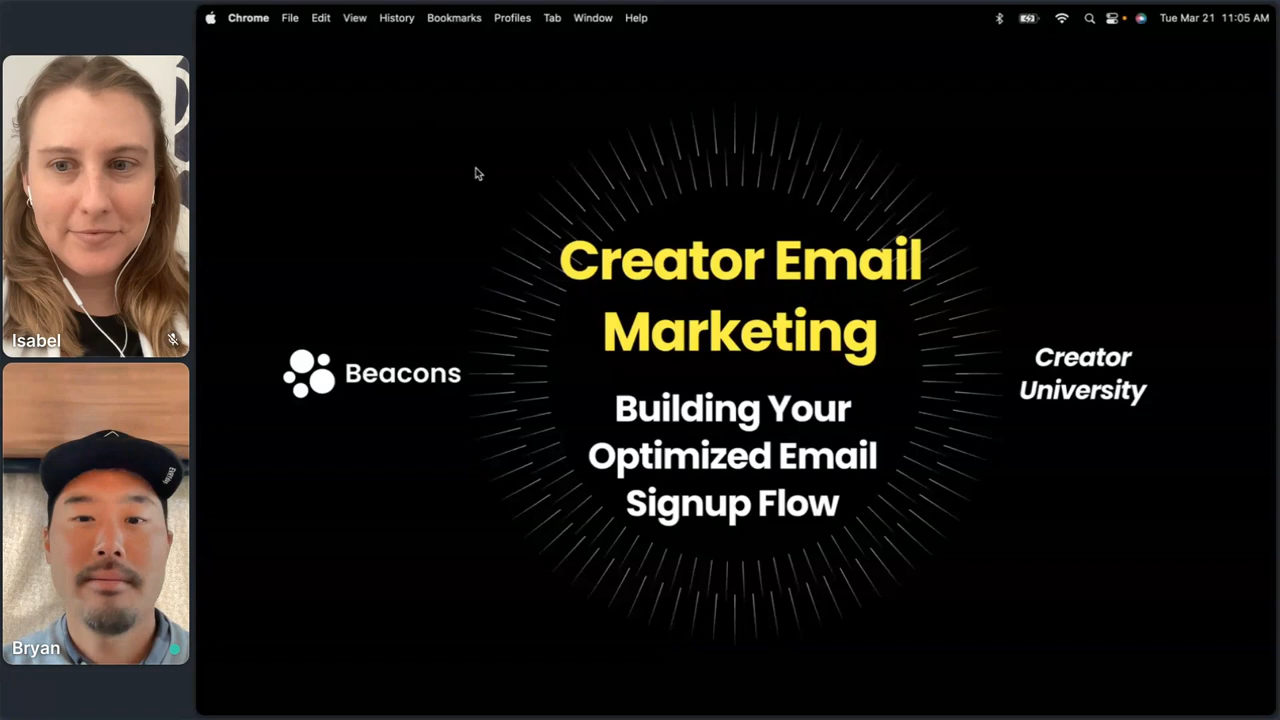 Chrome File Edit View History Bookmarks Profiles Tab Window Help
Tue Mar 21 11:05 AM
Isabel
Bryan
Beacons
Creator Email
Marketing
Building Your
Optimized Email
Signup Flow
Creator
University